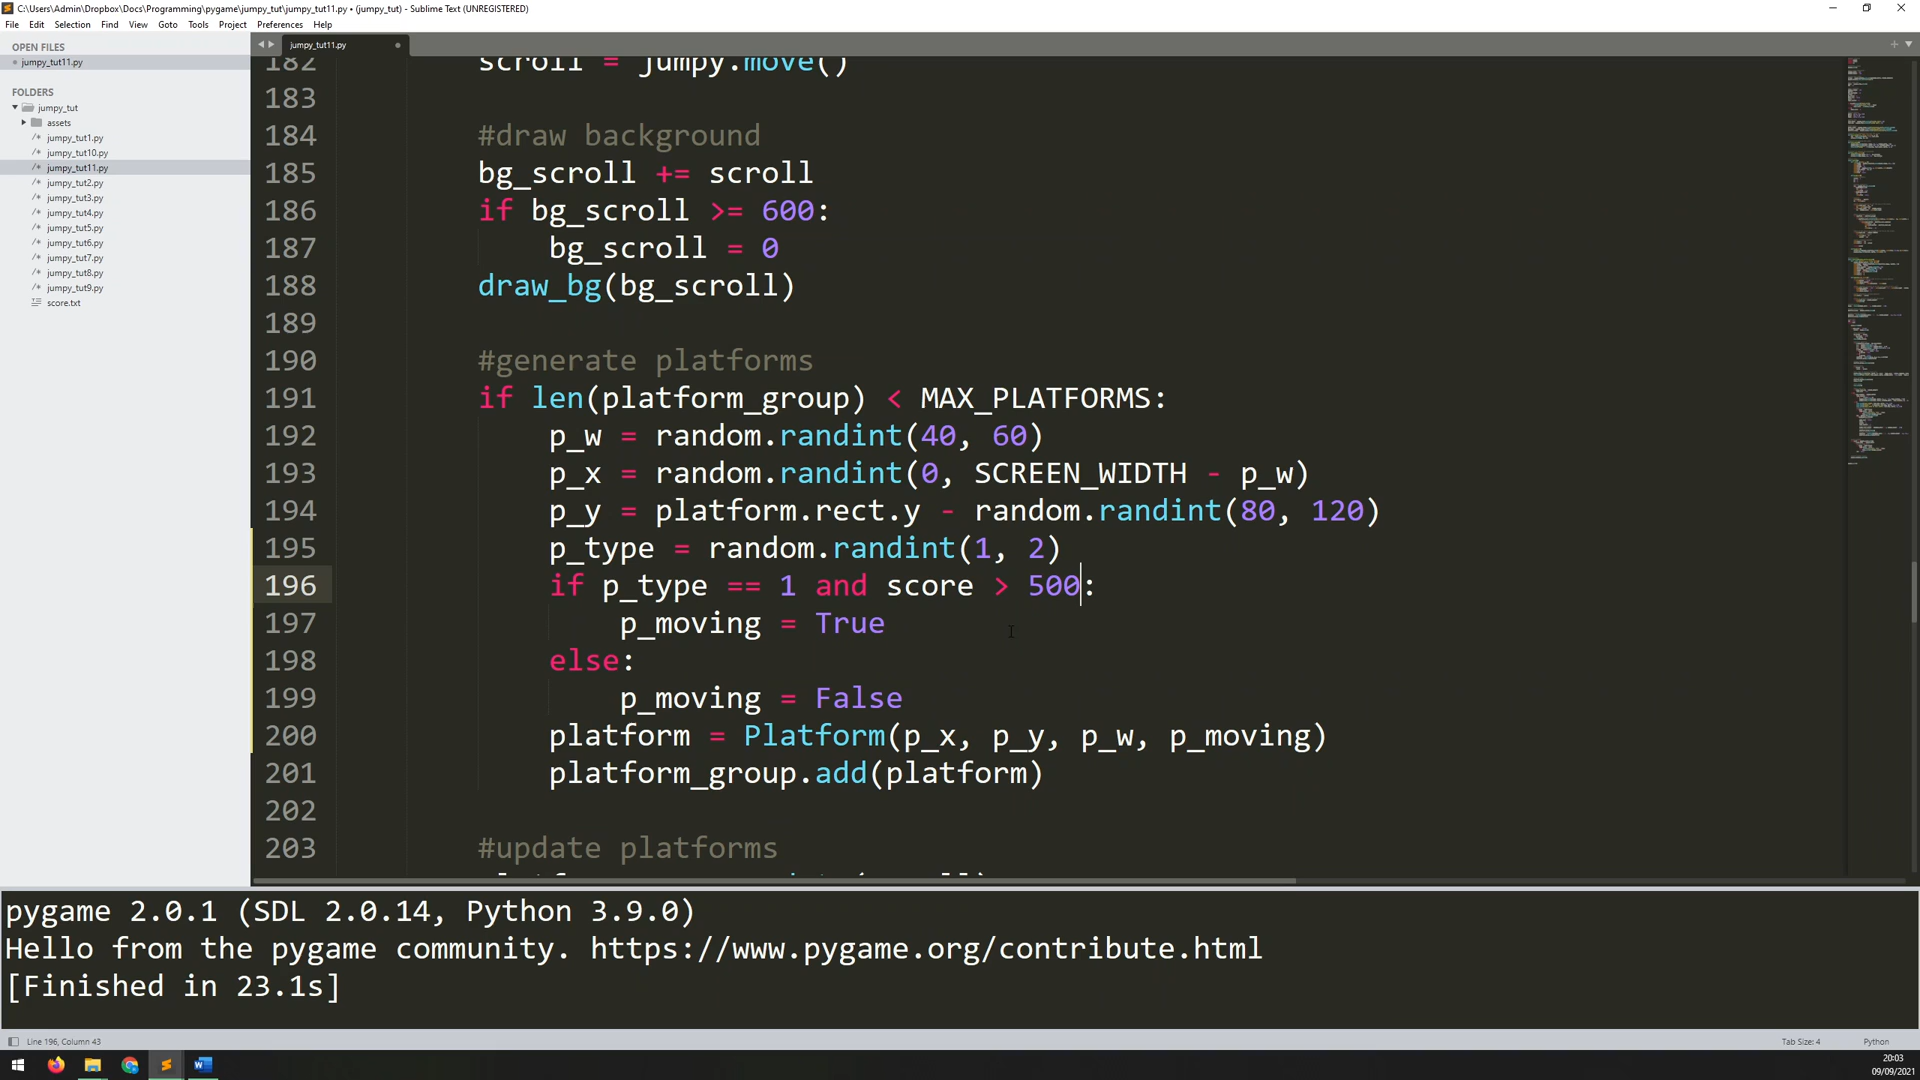 C:\Users\Admin\Dropbox\Docs\Programming\pygame\jumpy_tut\jumpy_tut11.py • (jumpy_tut) - Sublime Text (UNREGISTERED)
File Edit Selection Find View Goto Tools Project Preferences Help
OPEN FILES
jumpy_tut11.py
FOLDERS
jumpy_tut
assets
/* jumpy_tut1.py
/* jumpy_tut10.py
/* jumpy_tut11.py
/* jumpy_tut2.py
/* jumpy_tut3.py
/* jumpy_tut4.py
/* jumpy_tut5.py
/* jumpy_tut6.py
/* jumpy_tut7.py
/* jumpy_tut8.py
/* jumpy_tut9.py
score.txt
jumpy_tut11.py
182 scroll = jumpy.move()
183
184 #draw background
185 bg_scroll += scroll
186 if bg_scroll >= 600:
187 bg_scroll = 0
188 draw_bg(bg_scroll)
189
190 #generate platforms
191 if len(platform_group) < MAX_PLATFORMS:
192 p_w = random.randint(40, 60)
193 p_x = random.randint(0, SCREEN_WIDTH - p_w)
194 p_y = platform.rect.y - random.randint(80, 120)
195 p_type = random.randint(1, 2)
196 if p_type == 1 and score > 500:
197 p_moving = True
198 else:
199 p_moving = False
200 platform = Platform(p_x, p_y, p_w, p_moving)
201 platform_group.add(platform)
202
203 #update platforms
pygame 2.0.1 (SDL 2.0.14, Python 3.9.0)
Hello from the pygame community. https://www.pygame.org/contribute.html
[Finished in 23.1s]
Line 196, Column 43
Tab Size: 4
Python
20:03
09/09/2021